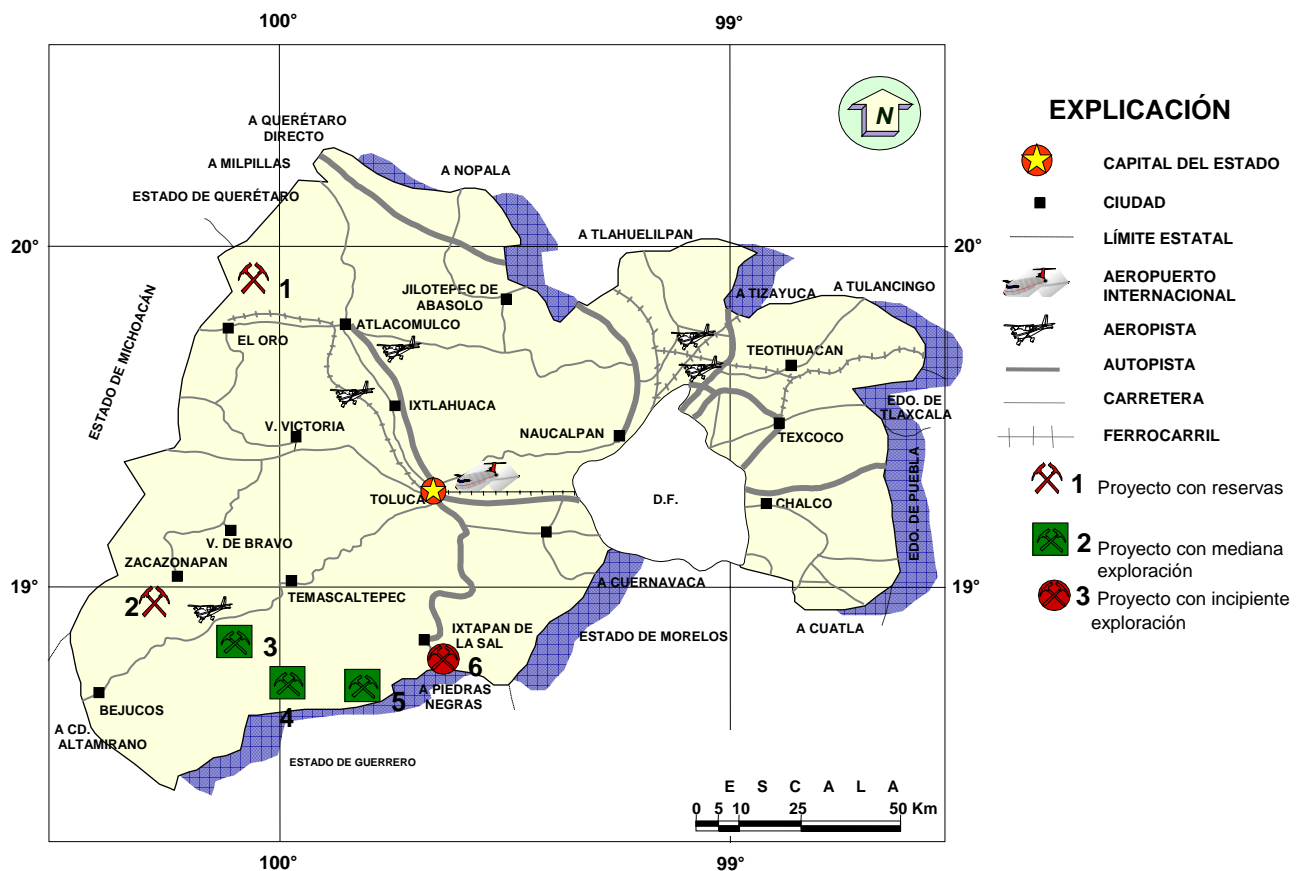 100°
99°
A QUERÉTARO
DIRECTO
A MILPILLAS
A NOPALA
ESTADO DE QUERÉTARO
N
20°
20°
A TLAHUELILPAN
A TIZAYUCA
A TULANCINGO
1
JILOTEPEC DE
ABASOLO
ESTADO DE MICHOACÁN
ATLACOMULCO
EL ORO
TEOTIHUACAN
IXTLAHUACA
EDO. DE
TLAXCALA
V. VICTORIA
NAUCALPAN
TEXCOCO
TOLUCA
D.F.
CHALCO
EDO. DE PUEBLA
V. DE BRAVO
ZACAZONAPAN
19°
19°
TEMASCALTEPEC
A CUERNAVACA
2
A CUATLA
IXTAPAN DE
LA SAL
ESTADO DE MORELOS
3
6
A PIEDRAS
NEGRAS
BEJUCOS
4
5
A CD.
ALTAMIRANO
ESTADO DE GUERRERO
E S C A L A
0 5 10 25 50 Km
100°
99°
EXPLICACIÓN
CAPITAL DEL ESTADO
CIUDAD
LÍMITE ESTATAL
AEROPUERTO
INTERNACIONAL
AEROPISTA
AUTOPISTA
CARRETERA
FERROCARRIL
1 Proyecto con reservas
2 Proyecto con mediana
exploración
3 Proyecto con incipiente
exploración